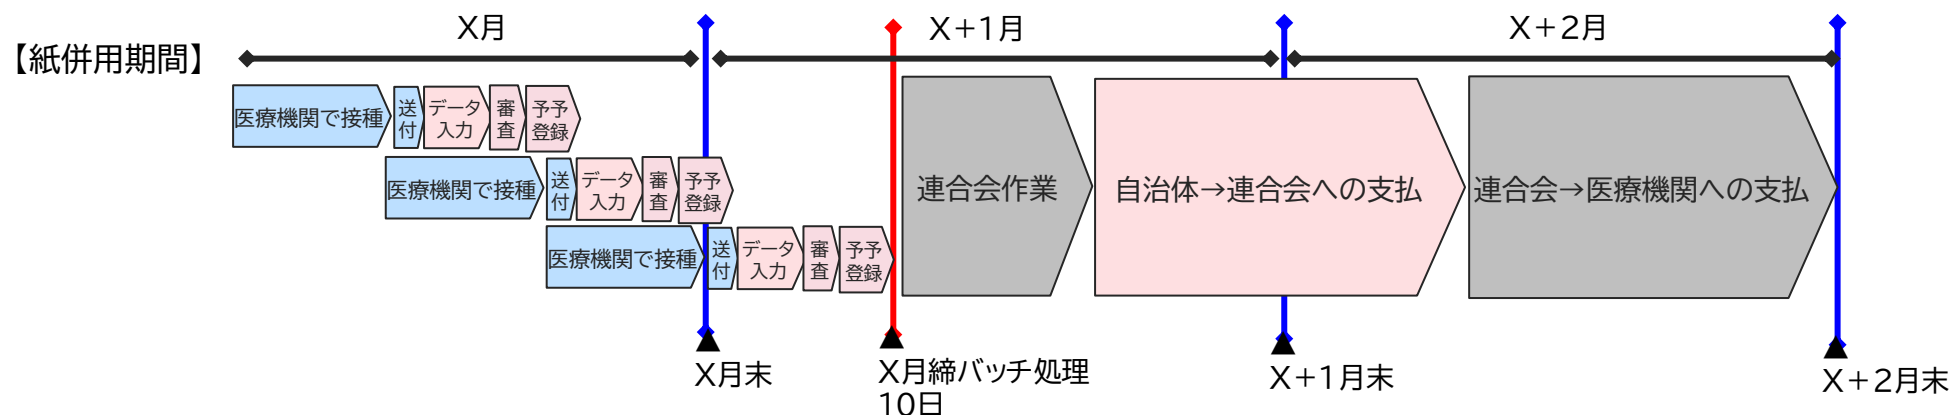 X月
X＋1月
X＋2月
【紙併用期間】
医療機関で接種
送
付
データ
入力
審
査
予予
登録
医療機関で接種
送
付
データ
入力
審
査
予予
登録
医療機関で接種
送
付
データ
入力
審
査
予予
登録
連合会作業
自治体→連合会への支払
連合会→医療機関への支払
X月末
X月締バッチ処理
10日
X＋1月末
X＋2月末